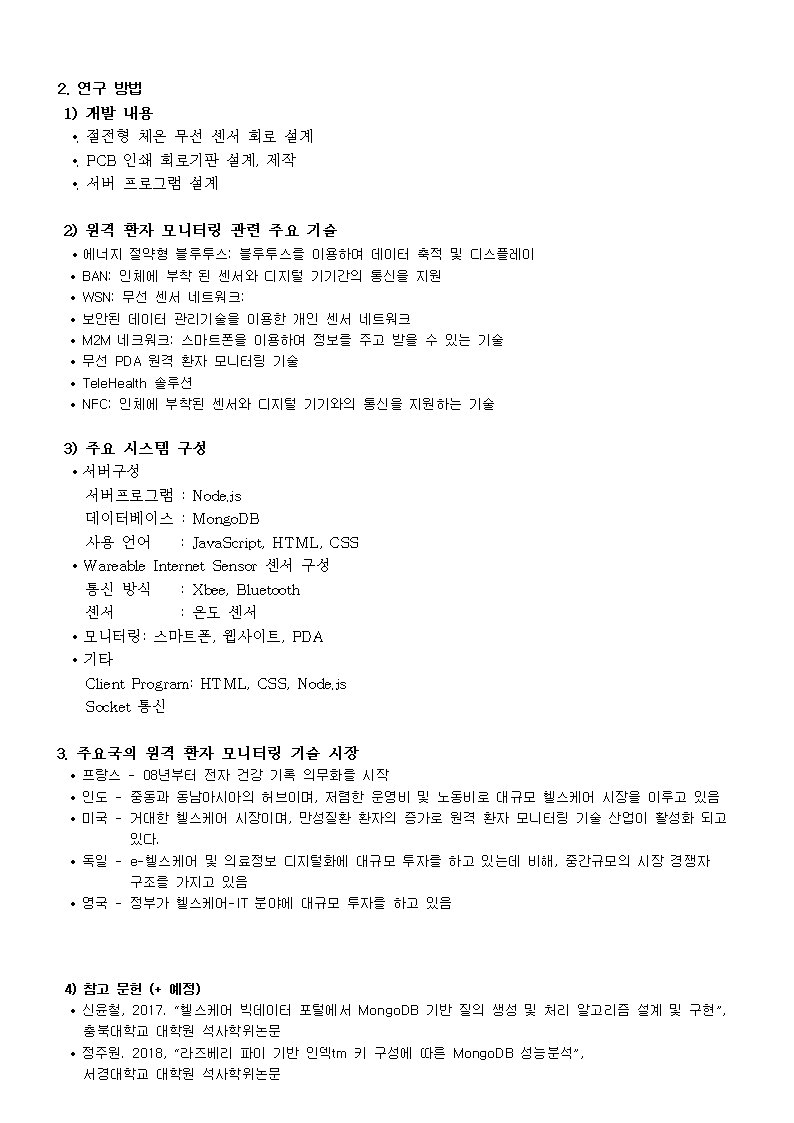 2. 연구 방법
1) 개발 내용
•. 절전형 체온 무선 센서 회로 설계
•. PCB 인쇄 회로기판 설계, 제작
•. 서버 프로그램 설계
2) 원격 환자 모니터링 관련 주요 기술
• 에너지 절약형 블루투스: 블루투스를 이용하여 데이터 축적 및 디스플레이
• BAN: 인체에 부착 된 센서와 디지털 기기간의 통신을 지원
• WSN: 무선 센서 네트워크:
• 보안된 데이터 관리기술을 이용한 개인 센서 네트워크
• M2M 네크워크: 스마트폰을 이용하여 정보를 주고 받을 수 있는 기술
• 무선 PDA 원격 환자 모니터링 기술
• TeleHealth 솔루션
• NFC: 인체에 부착된 센서와 디지털 기기와의 통신을 지원하는 기술
3) 주요 시스템 구성
• 서버구성
서버프로그램 : Node.js
데이터베이스 : MongoDB
사용 언어 : JavaScript, HTML, CSS
• Wareable Internet Sensor 센서 구성
통신 방식 : Xbee, Bluetooth
센서 : 온도 센서
• 모니터링: 스마트폰, 웹사이트, PDA
• 기타
Client Program: HTML, CSS, Node.js
Socket 통신
3. 주요국의 원격 환자 모니터링 기술 시장
• 프랑스 - 08년부터 전자 건강 기록 의무화를 시작
• 인도 - 중동과 동남아시아의 허브이며, 저렴한 운영비 및 노동비로 대규모 헬스케어 시장을 이루고 있음
• 미국 - 거대한 헬스케어 시장이며, 만성질환 환자의 증가로 원격 환자 모니터링 기술 산업이 활성화 되고
있다.
• 독일 - e-헬스케어 및 의료정보 디지털화에 대규모 투자를 하고 있는데 비해, 중간규모의 시장 경쟁자
구조를 가지고 있음
• 영국 - 정부가 헬스케어-IT 분야에 대규모 투자를 하고 있음
4) 참고 문헌 (+ 예정)
• 신윤철, 2017. “헬스케어 빅데이터 포털에서 MongoDB 기반 질의 생성 및 처리 알고리즘 설계 및 구현”,
충북대학교 대학원 석사학위논문
• 정주원. 2018, “라즈베리 파이 기반 인덱tm 키 구성에 따른 MongoDB 성능분석”,
서경대학교 대학원 석사학위논문